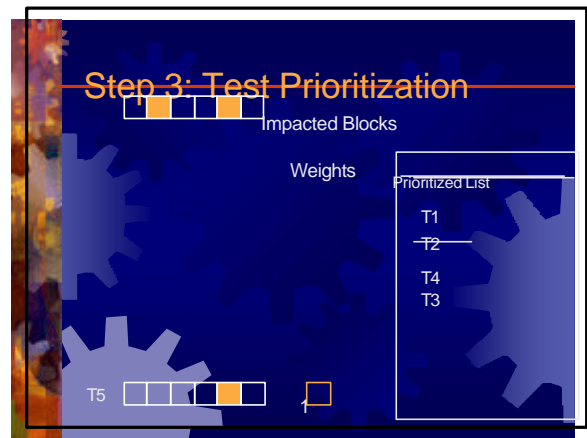 Step 3: Test Prioritization
Impacted Blocks
Weights
Prioritized List
T1
T2
T4
T3
T5
1